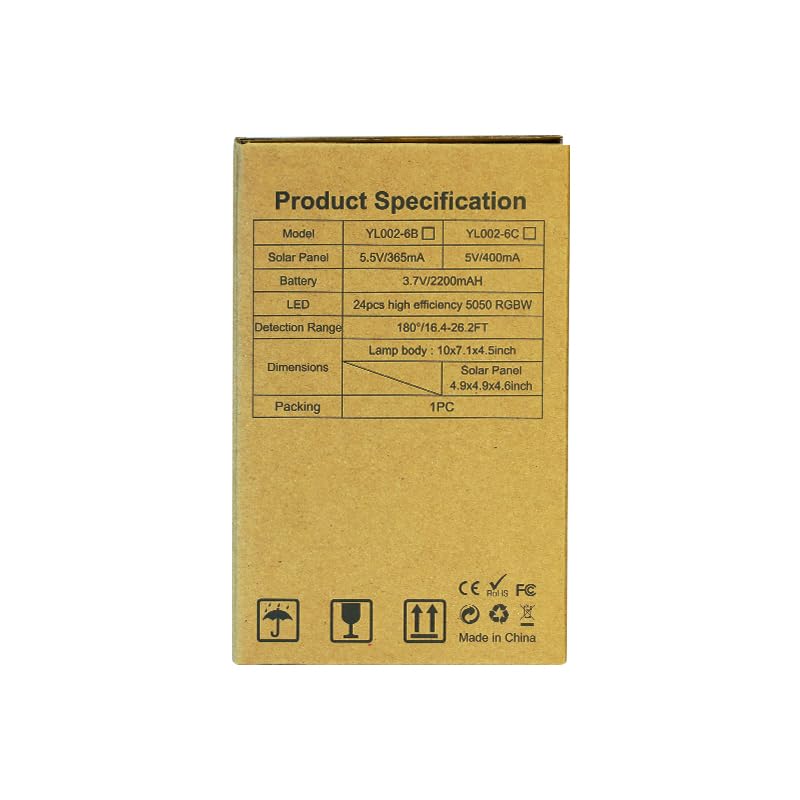 Product Specification
Model YL002-6B YL002-6C
Solar Panel 5.5V/365mA 5V/400mA
Battery 3.7V/2200mAH
LED 24pcs high efficiency 5050 RGBW
Detection Range 180°/16.4-26.2FT
Dimensions Lamp body : 10x7.1x4.5inch
Solar Panel
4.9x4.9x4.6inch
Packing 1PC
CE RoHS FC
Made in China